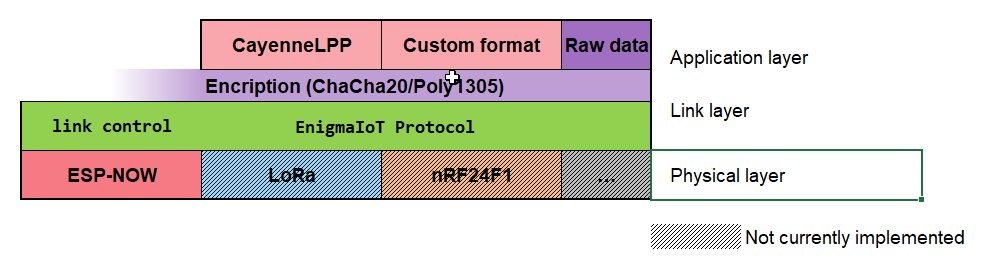 CayenneLPP Custom format Raw data Application layer
Encription (ChaCha20/Poly1305)
Link layer
link control EnigmaIoT Protocol
ESP-NOW LoRa nRF24F1 ... Physical layer
Not currently implemented